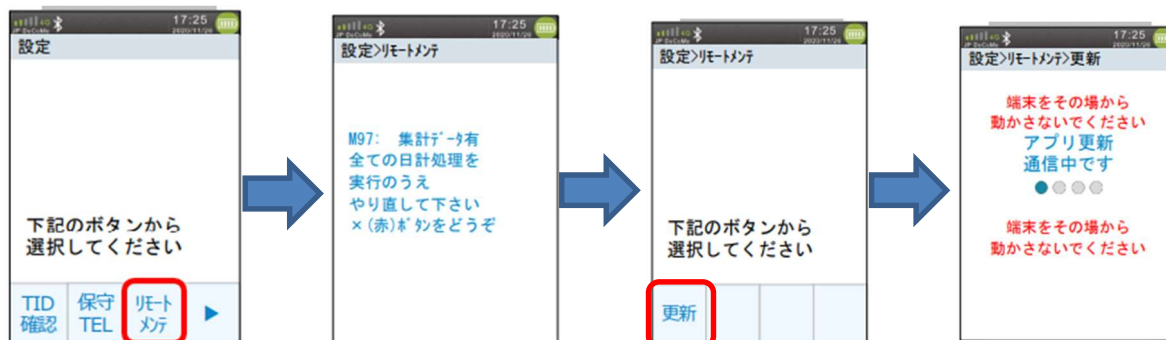 17:25
2020/11/26
設定
下記のボタンから
選択してください
TID
確認
保守
TEL
ﾘﾓｰﾄ
ﾒﾝﾃ
17:25
2020/11/26
設定>ﾘﾓｰﾄﾒﾝﾃ
M97: 集計ﾃﾞｰﾀ有
全ての日計処理を
実行のうえ
やり直して下さい
×(赤)ﾎﾞﾀﾝをどうぞ
17:25
2020/11/26
設定>ﾘﾓｰﾄﾒﾝﾃ
下記のボタンから
選択してください
更新
17:25
2020/11/26
設定>ﾘﾓｰﾄﾒﾝﾃ>更新
端末をその場から
動かさないでください
アプリ更新
通信中です
端末をその場から
動かさないでください